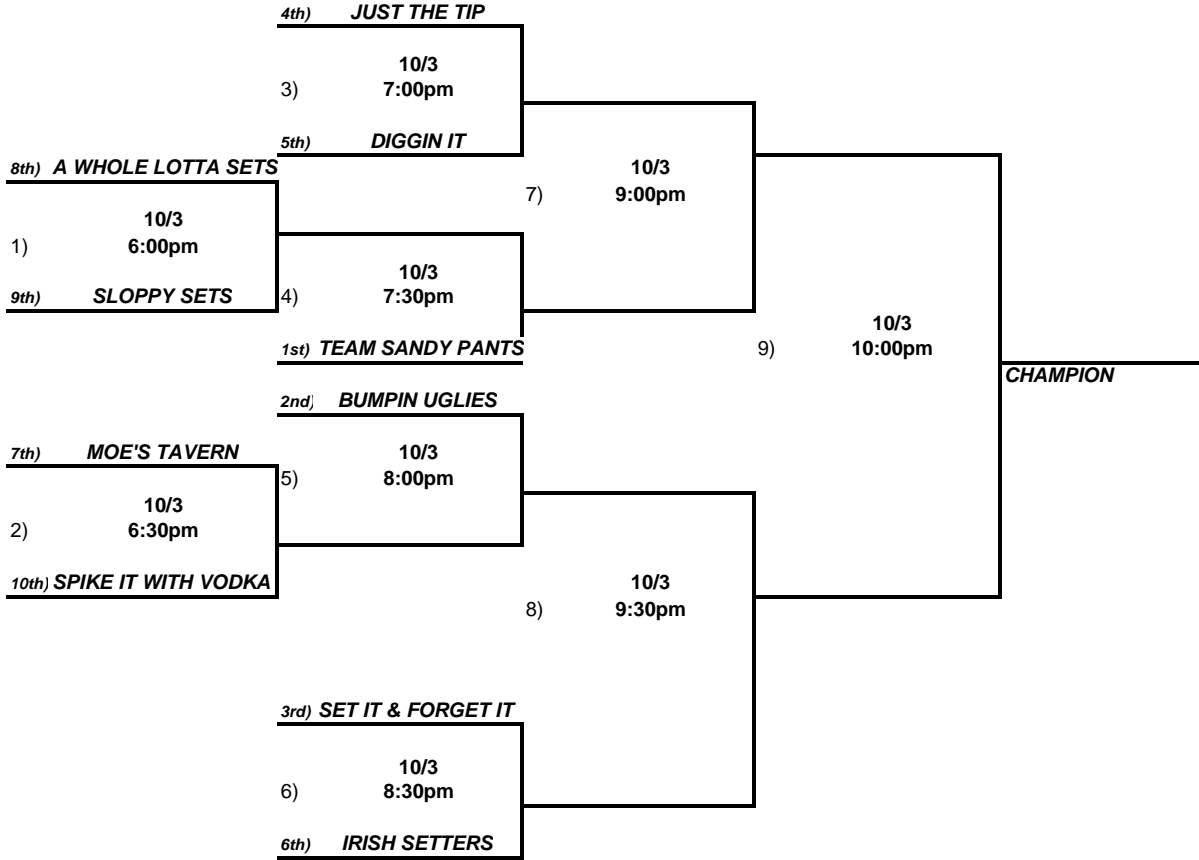 4th) JUST THE TIP
10/3
3) 7:00pm
5th) DIGGIN IT
8th) A WHOLE LOTTA SETS
10/3
7) 9:00pm
10/3
1) 6:00pm
10/3
9th) SLOPPY SETS
4) 7:30pm
10/3
1st) TEAM SANDY PANTS
9) 10:00pm
CHAMPION
2nd) BUMPIN UGLIES
7th) MOE'S TAVERN
10/3
5) 8:00pm
10/3
2) 6:30pm
10th) SPIKE IT WITH VODKA
10/3
8) 9:30pm
3rd) SET IT & FORGET IT
10/3
6) 8:30pm
6th) IRISH SETTERS